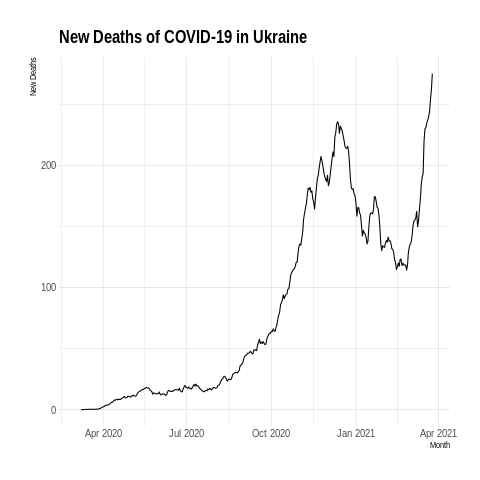 New Deaths of COVID-19 in Ukraine
New Deaths
200
100
0
Apr 2020 Jul 2020 Oct 2020 Jan 2021 Apr 2021
Month